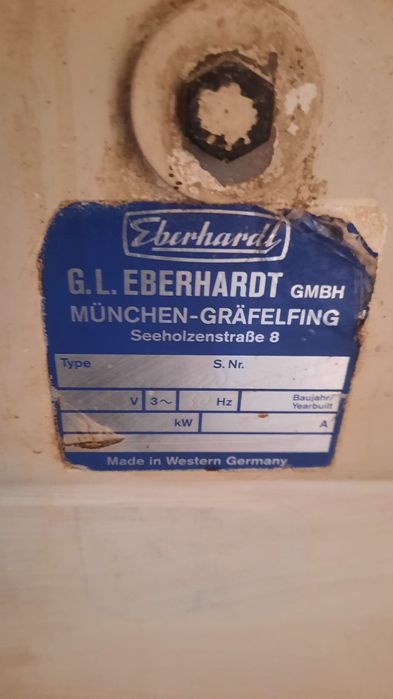 Eberhardt
G.L. EBERHARDT GMBH
MÜNCHEN-GRÄFELFING
Seeholzenstraße 8
Type S. Nr.
V 3~ Hz Baujahr/
Yearbuilt
kW A
Made in Western Germany